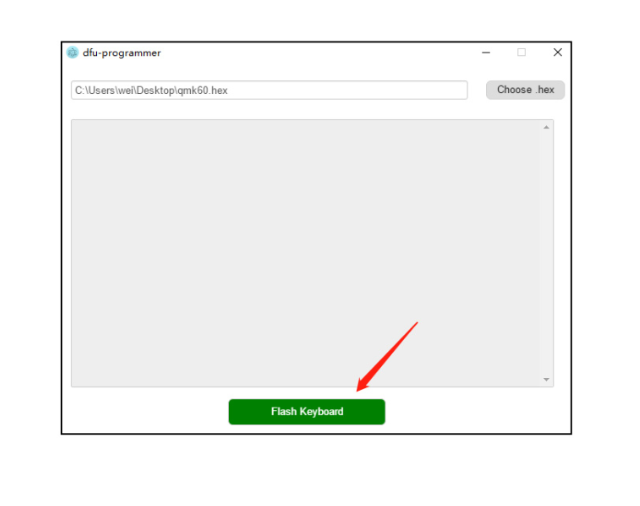 dfu-programmer
C:\Users\wei\Desktop\qmk60.hex
Choose .hex
Flash Keyboard